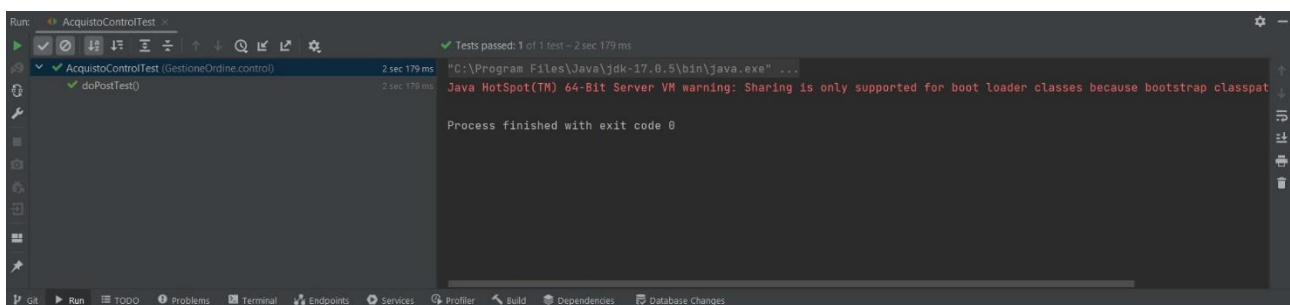 Run: AcquistoControlTest
Tests passed: 1 of 1 test – 2 sec 179 ms
AcquistoControlTest (GestioneOrdine.control) 2 sec 179 ms
doPostTest() 2 sec 179 ms
"C:\Program Files\Java\jdk-17.0.5\bin\java.exe" ...
Java HotSpot(TM) 64-Bit Server VM warning: Sharing is only supported for boot loader classes because bootstrap classpat
Process finished with exit code 0
Git Run TODO Problems Terminal Endpoints Services Profiler Build Dependencies Database Changes